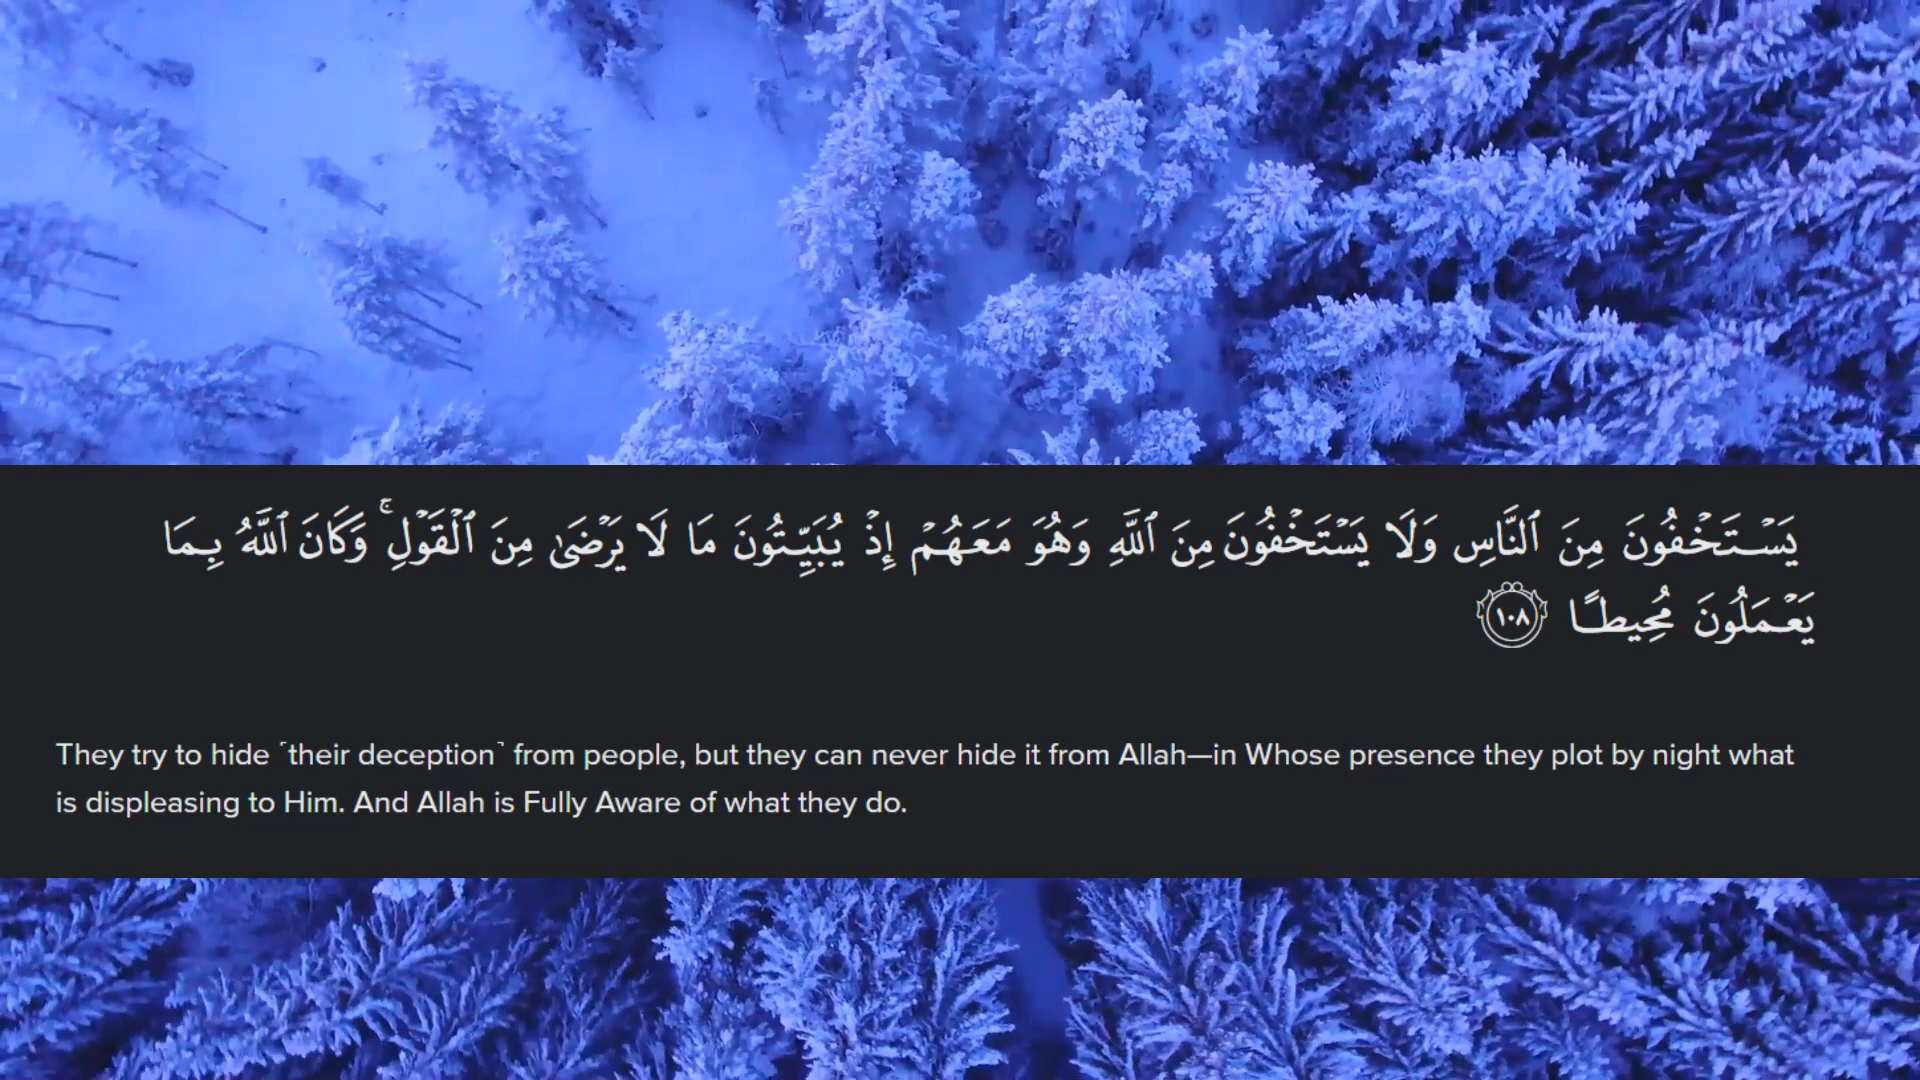 يَسۡتَخۡفُونَ مِنَ ٱلنَّاسِ وَلَا يَسۡتَخۡفُونَ مِنَ ٱللَّهِ وَهُوَ مَعَهُمۡ إِذۡ يُبَيِّتُونَ مَا لَا يَرۡضَىٰ مِنَ ٱلۡقَوۡلِۚ وَكَانَ ٱللَّهُ بِمَا
يَعۡمَلُونَ مُحِيطًا ١٠٨
They try to hide ˹their deception˺ from people, but they can never hide it from Allah—in Whose presence they plot by night what
is displeasing to Him. And Allah is Fully Aware of what they do.